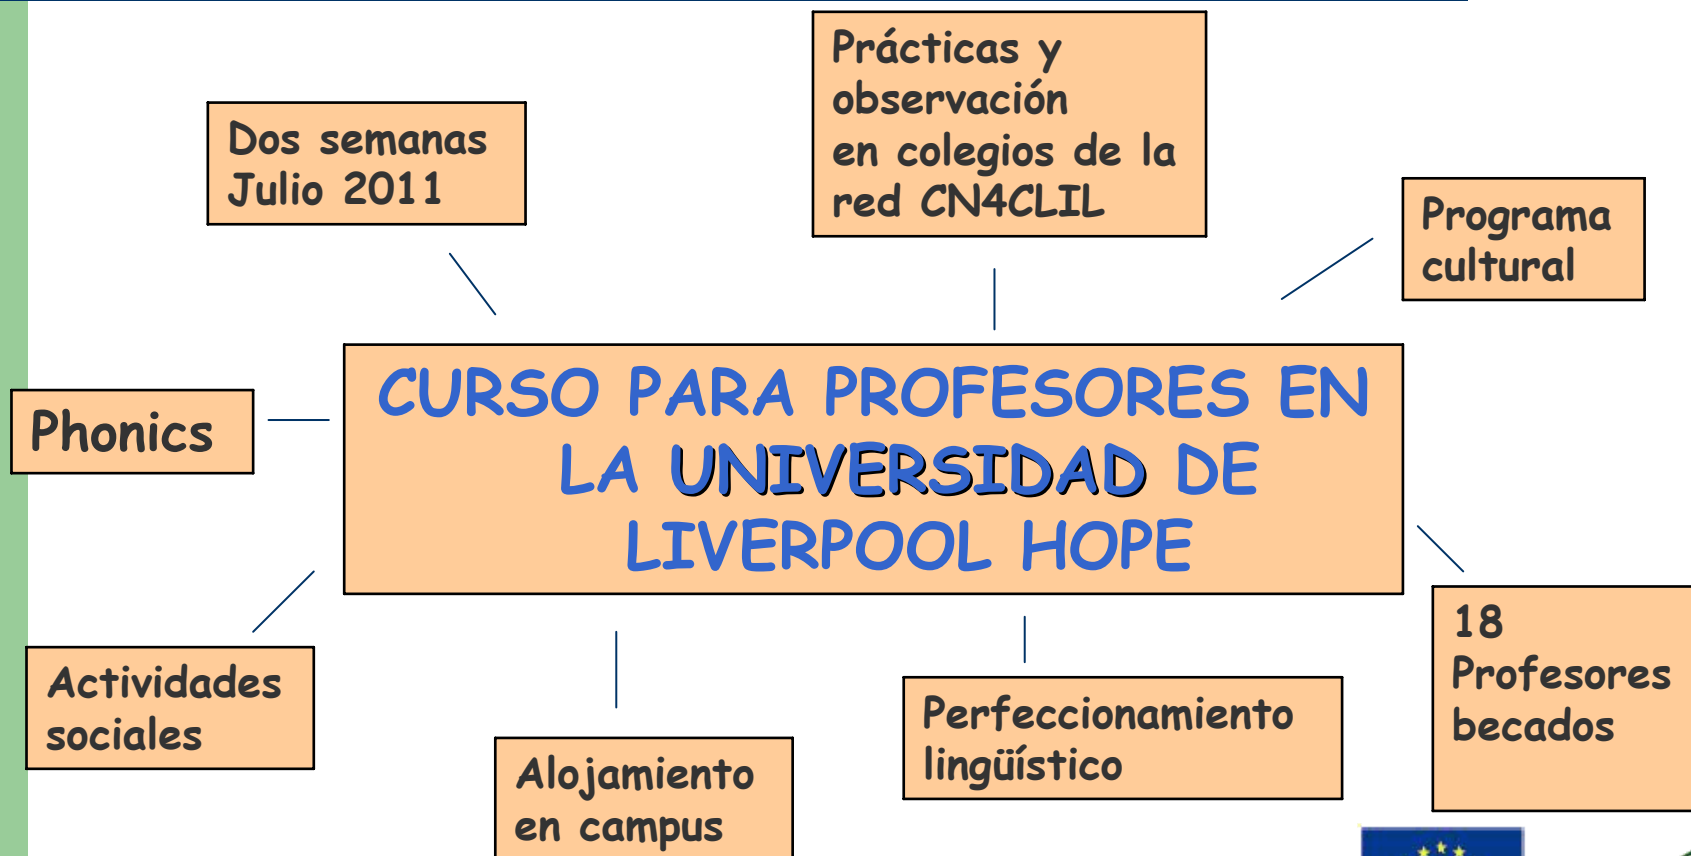 Prácticas y
observación
en colegios de la
red CN4CLIL
Dos semanas
Julio 2011
Programa
cultural
CURSO PARA PROFESORES EN
LA UNIVERSIDAD DE
LIVERPOOL HOPE
Phonics
18
Profesores
becados
Actividades
sociales
Perfeccionamiento
lingüístico
Alojamiento
en campus